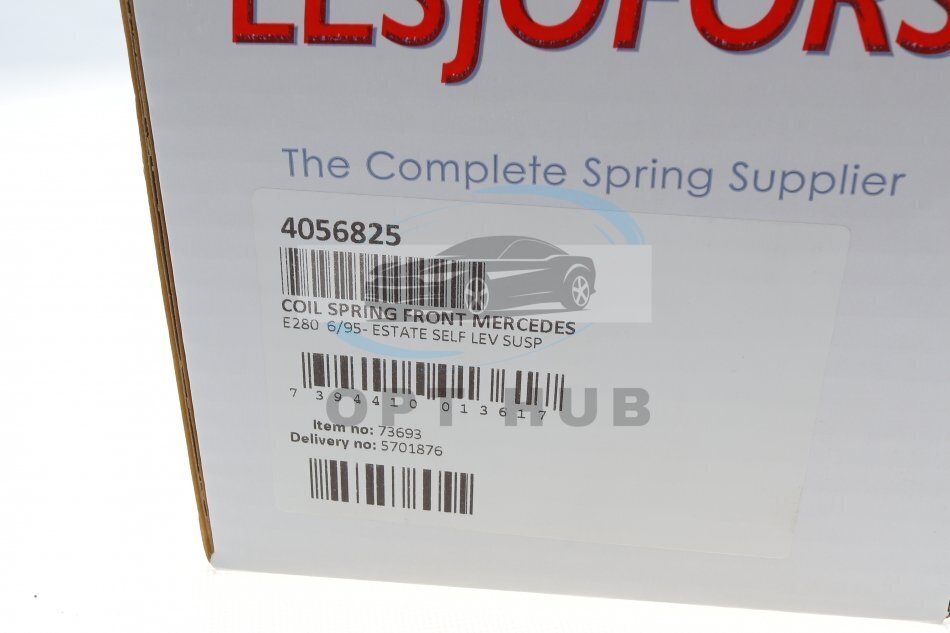 LESJÖFORS
The Complete Spring Supplier
4056825
COIL SPRING FRONT MERCEDES
E280 6/95- ESTATE SELF LEV SUSP
7 394410 013617
OPT HUB
Item no: 73693
Delivery no: 5701876